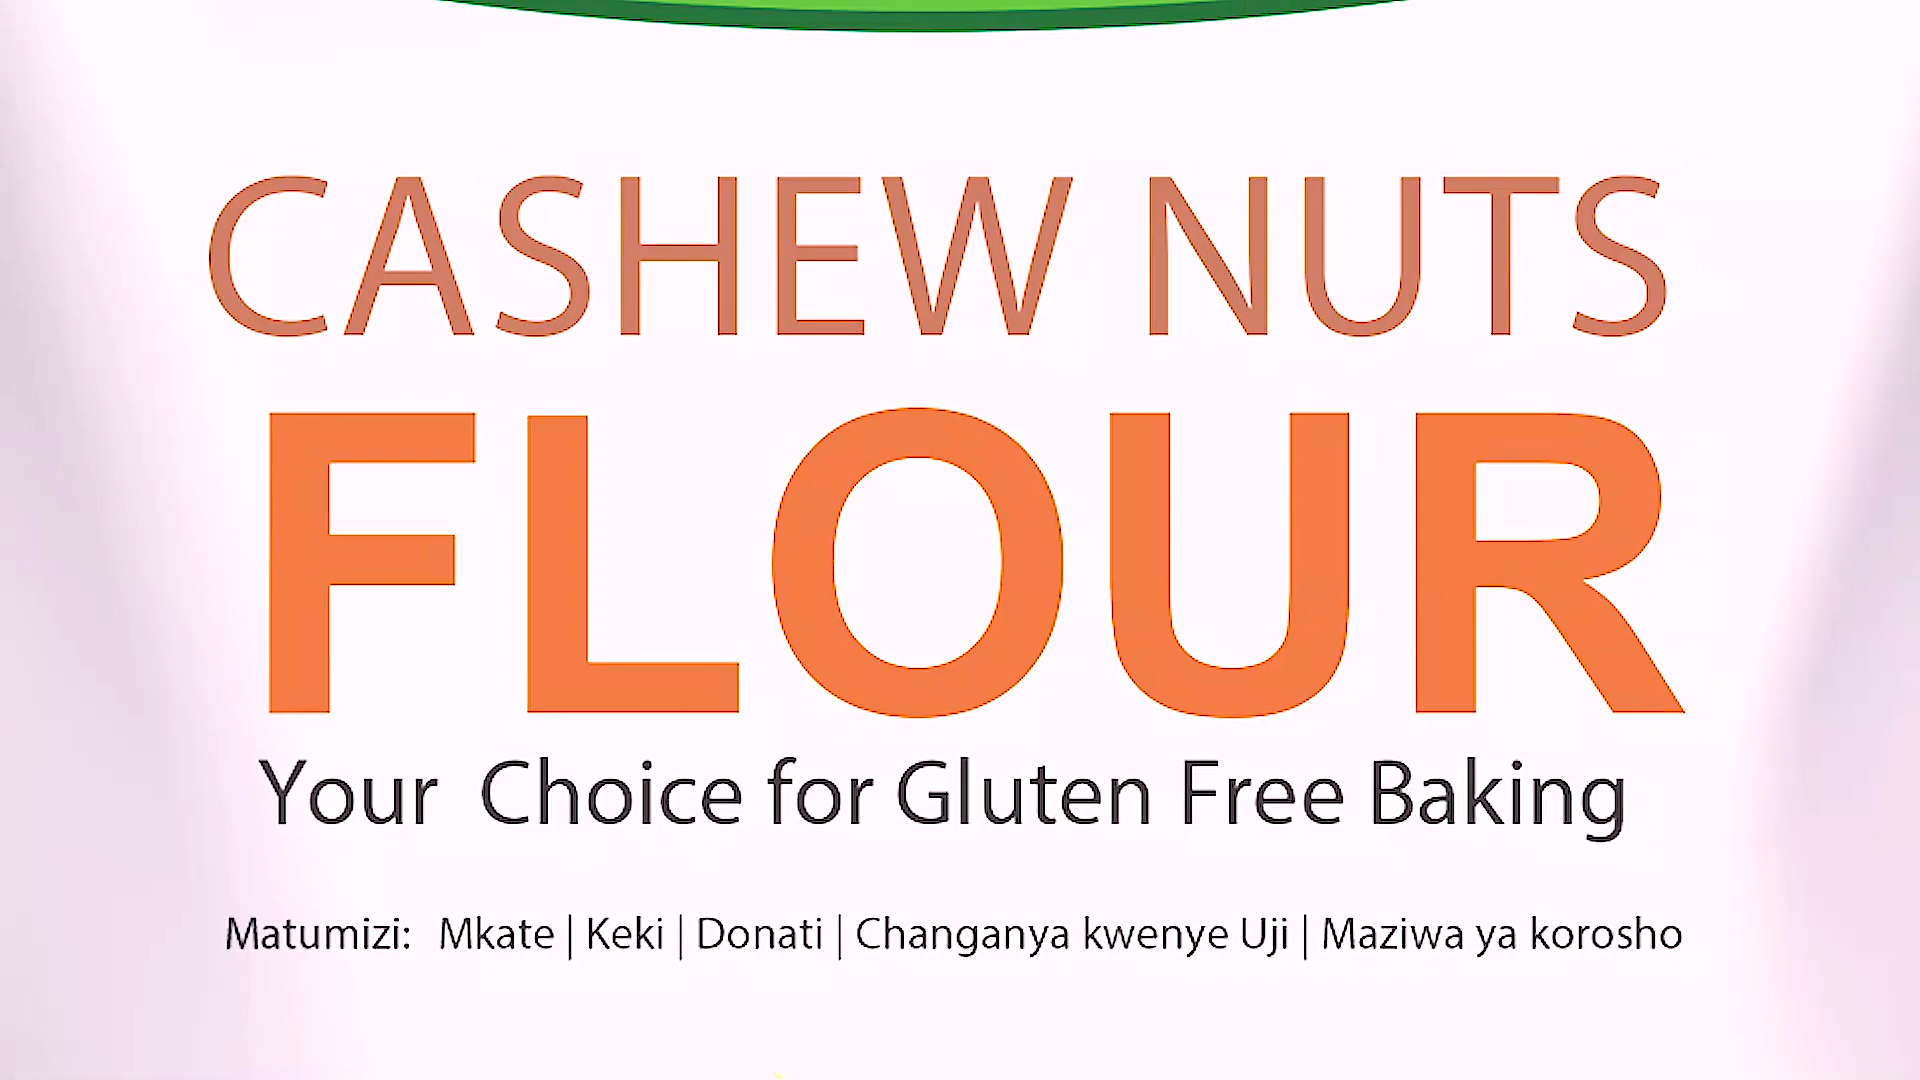 CASHEW NUTS
FLOUR
Your Choice for Gluten Free Baking
Matumizi: Mkate | Keki | Donati | Changanya kwenye Uji | Maziwa ya korosho